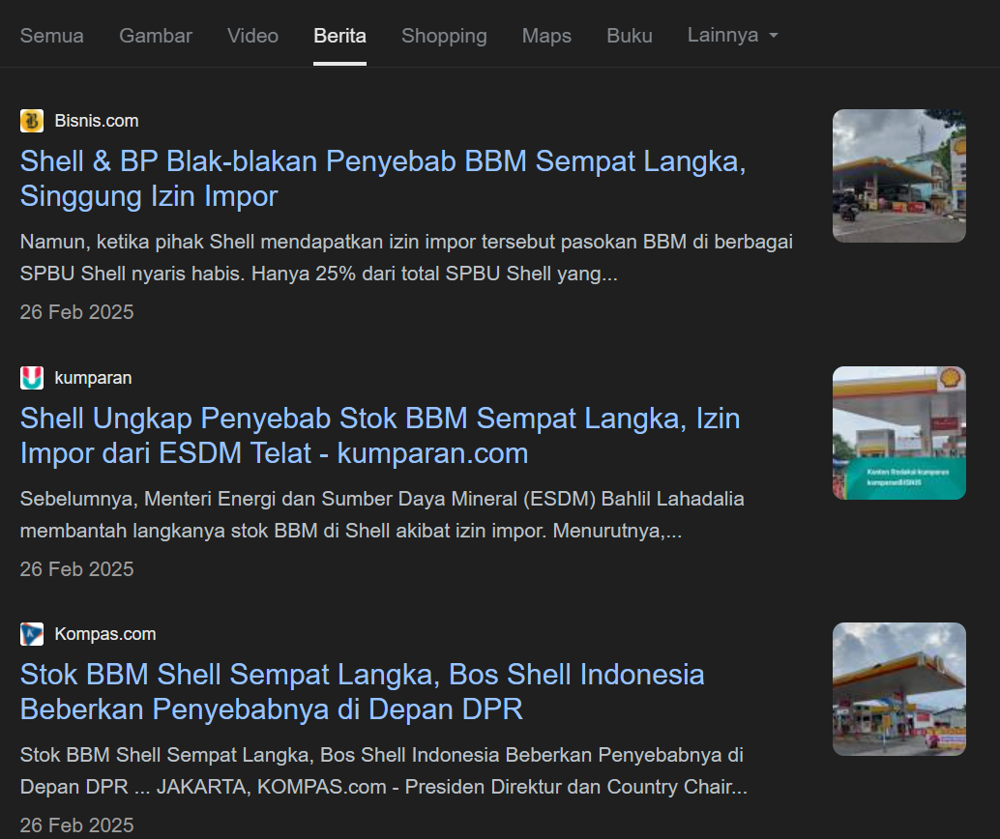 Semua Gambar Video Berita Shopping Maps Buku Lainnya
Bisnis.com
Shell & BP Blak-blakan Penyebab BBM Sempat Langka,
Singgung Izin Impor
Namun, ketika pihak Shell mendapatkan izin impor tersebut pasokan BBM di berbagai
SPBU Shell nyaris habis. Hanya 25% dari total SPBU Shell yang...
26 Feb 2025
kumparan
Shell Ungkap Penyebab Stok BBM Sempat Langka, Izin
Impor dari ESDM Telat - kumparan.com
Konten Redaksi kumparan
kumparanBISNIS
Sebelumnya, Menteri Energi dan Sumber Daya Mineral (ESDM) Bahlil Lahadalia
membantah langkanya stok BBM di Shell akibat izin impor. Menurutnya,...
26 Feb 2025
Kompas.com
Stok BBM Shell Sempat Langka, Bos Shell Indonesia
Beberkan Penyebabnya di Depan DPR
Stok BBM Shell Sempat Langka, Bos Shell Indonesia Beberkan Penyebabnya di
Depan DPR ... JAKARTA, KOMPAS.com - Presiden Direktur dan Country Chair...
26 Feb 2025